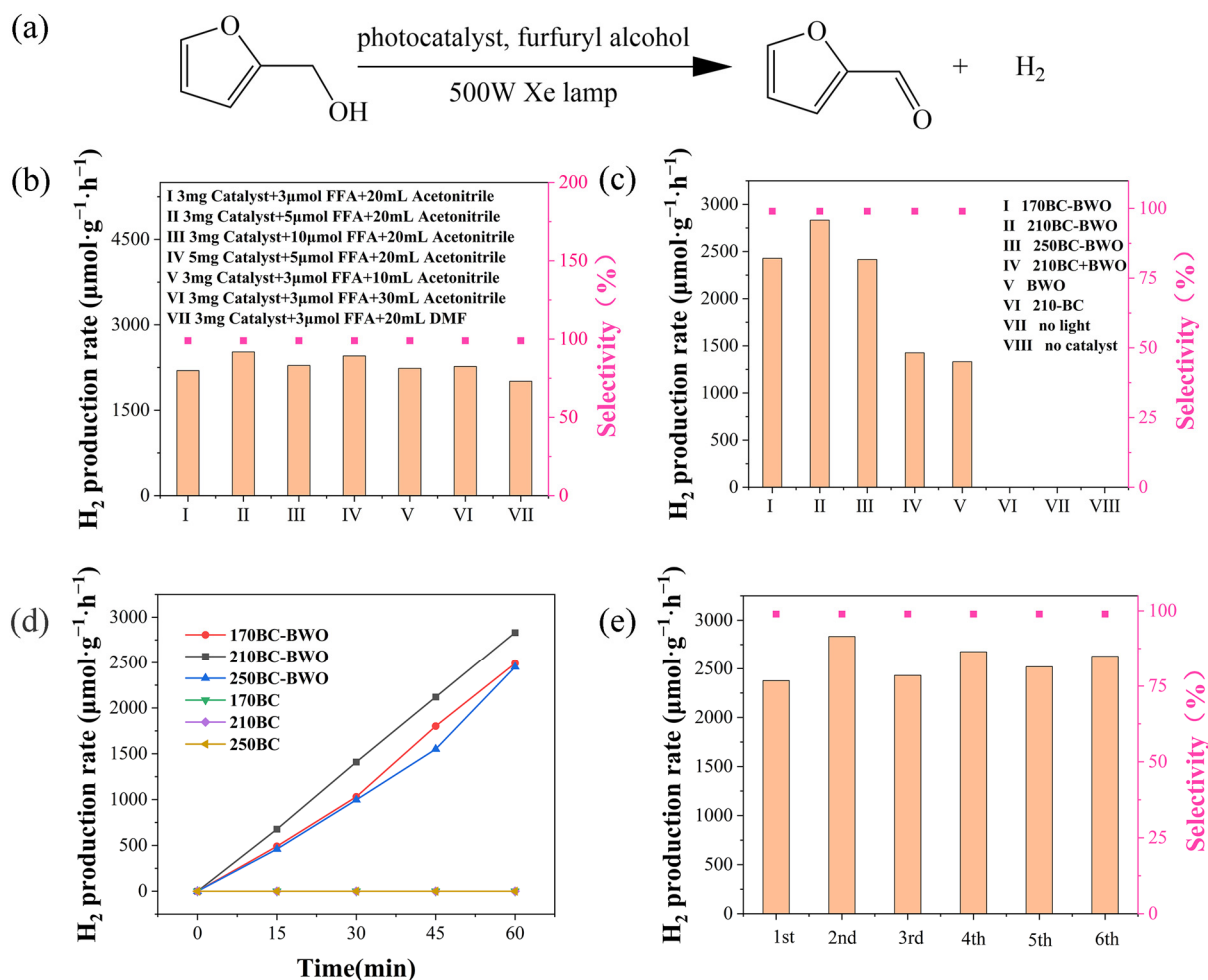 (a)
O
OH
photocatalyst, furfuryl alcohol
500W Xe lamp
O
O
+ H₂
(b)
H₂ production rate (μmol·g⁻¹·h⁻¹)
4500
3000
1500
0
I 3mg Catalyst+3μmol FFA+20mL Acetonitrile
II 3mg Catalyst+5μmol FFA+20mL Acetonitrile
III 3mg Catalyst+10μmol FFA+20mL Acetonitrile
IV 5mg Catalyst+5μmol FFA+20mL Acetonitrile
V 3mg Catalyst+3μmol FFA+10mL Acetonitrile
VI 3mg Catalyst+3μmol FFA+30mL Acetonitrile
VII 3mg Catalyst+3μmol FFA+20mL DMF
I II III IV V VI VII
200
150
100
50
0
Selectivity（%）
(c)
H₂ production rate (μmol·g⁻¹·h⁻¹)
3000
2500
2000
1500
1000
500
0
I 170BC-BWO
II 210BC-BWO
III 250BC-BWO
IV 210BC+BWO
V BWO
VI 210-BC
VII no light
VIII no catalyst
I II III IV V VI VII VIII
100
75
50
25
0
Selectivity（%）
(d)
H₂ production rate (μmol·g⁻¹·h⁻¹)
3000
2500
2000
1500
1000
500
0
170BC-BWO
210BC-BWO
250BC-BWO
170BC
210BC
250BC
0 15 30 45 60
Time(min)
(e)
H₂ production rate (μmol·g⁻¹·h⁻¹)
3000
2500
2000
1500
1000
500
0
1st 2nd 3rd 4th 5th 6th
100
75
50
25
0
Selectivity（%）